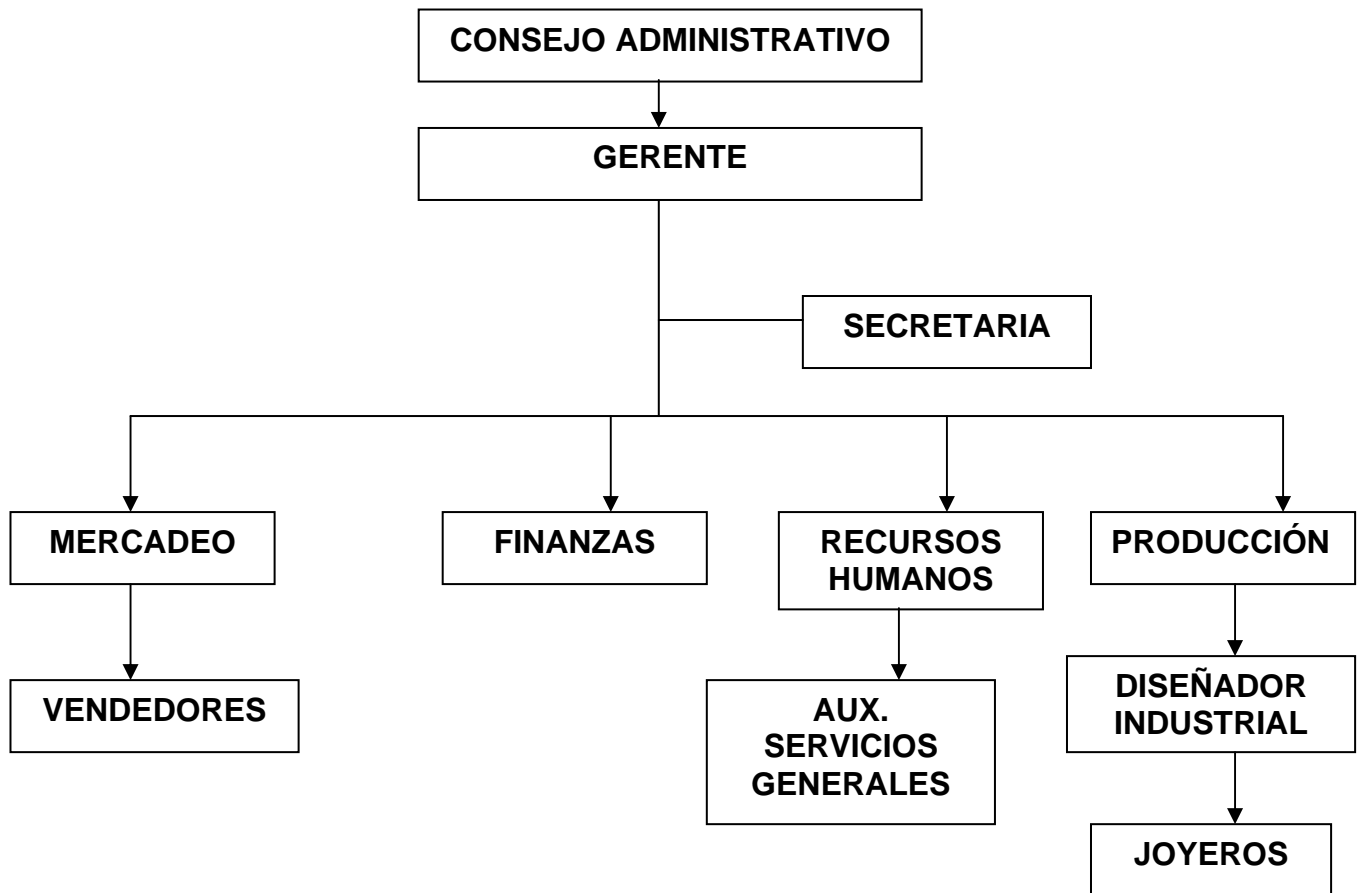 CONSEJO ADMINISTRATIVO
GERENTE
SECRETARIA
MERCADEO
FINANZAS
RECURSOS
HUMANOS
PRODUCCIÓN
VENDEDORES
AUX.
SERVICIOS
GENERALES
DISEÑADOR
INDUSTRIAL
JOYEROS